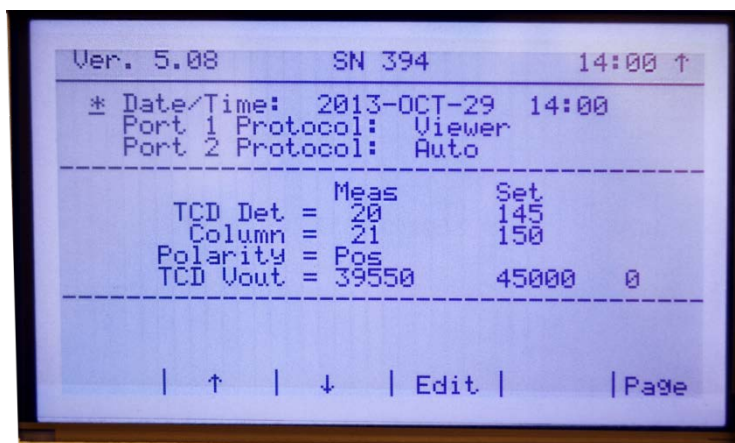 Ver. 5.08 SN 394 14:00 ↑
* Date/Time: 2013-OCT-29 14:00
Port 1 Protocol: Viewer
Port 2 Protocol: Auto
Meas Set
TCD Det = 20 145
Column = 21 150
Polarity = Pos
TCD Vout = 39550 45000 0
| ↑ | ↓ | Edit | |Page